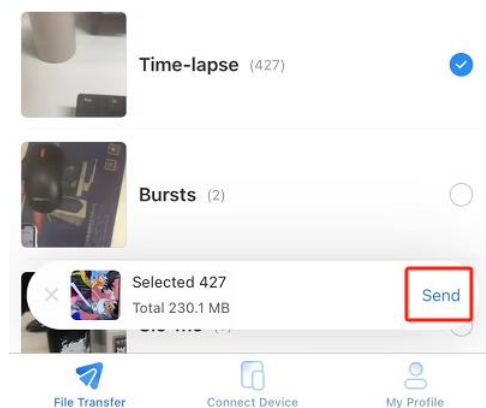 Time-lapse (427)
Bursts (2)
Selected 427
Total 230.1 MB
Send
File Transfer
Connect Device
My Profile